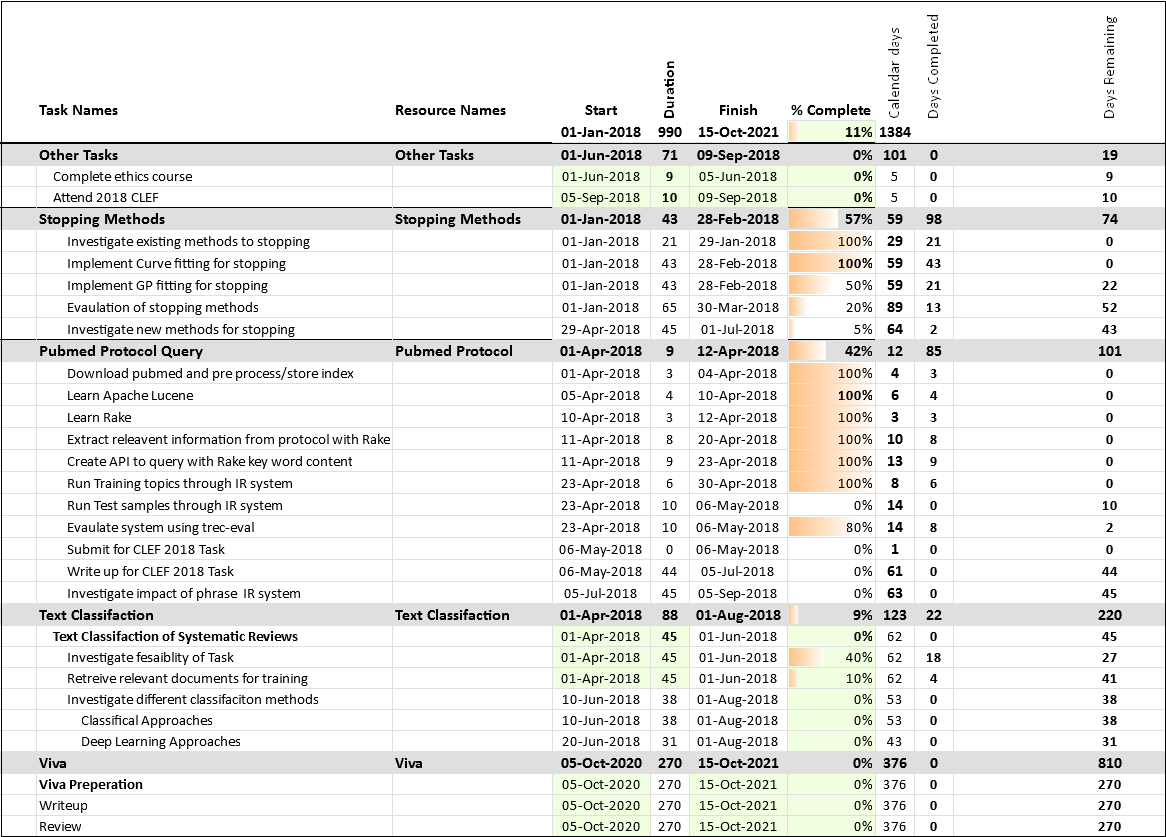 Task Names Resource Names Start Duration Finish % Complete Calendar days Days Completed Days Remaining
01-Jan-2018 990 15-Oct-2021 11% 1384
Other Tasks Other Tasks 01-Jun-2018 71 09-Sep-2018 0% 101 0 19
Complete ethics course 01-Jun-2018 9 05-Jun-2018 0% 5 0 9
Attend 2018 CLEF 05-Sep-2018 10 09-Sep-2018 0% 5 0 10
Stopping Methods Stopping Methods 01-Jan-2018 43 28-Feb-2018 57% 59 98 74
Investigate existing methods to stopping 01-Jan-2018 21 29-Jan-2018 100% 29 21 0
Implement Curve fitting for stopping 01-Jan-2018 43 28-Feb-2018 100% 59 43 0
Implement GP fitting for stopping 01-Jan-2018 43 28-Feb-2018 50% 59 21 22
Evaulation of stopping methods 01-Jan-2018 65 30-Mar-2018 20% 89 13 52
Investigate new methods for stopping 29-Apr-2018 45 01-Jul-2018 5% 64 2 43
Pubmed Protocol Query Pubmed Protocol 01-Apr-2018 9 12-Apr-2018 42% 12 85 101
Download pubmed and pre process/store index 01-Apr-2018 3 04-Apr-2018 100% 4 3 0
Learn Apache Lucene 05-Apr-2018 4 10-Apr-2018 100% 6 4 0
Learn Rake 10-Apr-2018 3 12-Apr-2018 100% 3 3 0
Extract releavent information from protocol with Rake 11-Apr-2018 8 20-Apr-2018 100% 10 8 0
Create API to query with Rake key word content 11-Apr-2018 9 23-Apr-2018 100% 13 9 0
Run Training topics through IR system 23-Apr-2018 6 30-Apr-2018 100% 8 6 0
Run Test samples through IR system 23-Apr-2018 10 06-May-2018 0% 14 0 10
Evaulate system using trec-eval 23-Apr-2018 10 06-May-2018 80% 14 8 2
Submit for CLEF 2018 Task 06-May-2018 0 06-May-2018 0% 1 0 0
Write up for CLEF 2018 Task 06-May-2018 44 05-Jul-2018 0% 61 0 44
Investigate impact of phrase IR system 05-Jul-2018 45 05-Sep-2018 0% 63 0 45
Text Classifaction Text Classifaction 01-Apr-2018 88 01-Aug-2018 9% 123 22 220
Text Classifaction of Systematic Reviews 01-Apr-2018 45 01-Jun-2018 0% 62 0 45
Investigate fesaiblity of Task 01-Apr-2018 45 01-Jun-2018 40% 62 18 27
Retreive relevant documents for training 01-Apr-2018 45 01-Jun-2018 10% 62 4 41
Investigate different classifaciton methods 10-Jun-2018 38 01-Aug-2018 0% 53 0 38
Classifical Approaches 10-Jun-2018 38 01-Aug-2018 0% 53 0 38
Deep Learning Approaches 20-Jun-2018 31 01-Aug-2018 0% 43 0 31
Viva Viva 05-Oct-2020 270 15-Oct-2021 0% 376 0 810
Viva Preperation 05-Oct-2020 270 15-Oct-2021 0% 376 0 270
Writeup 05-Oct-2020 270 15-Oct-2021 0% 376 0 270
Review 05-Oct-2020 270 15-Oct-2021 0% 376 0 270